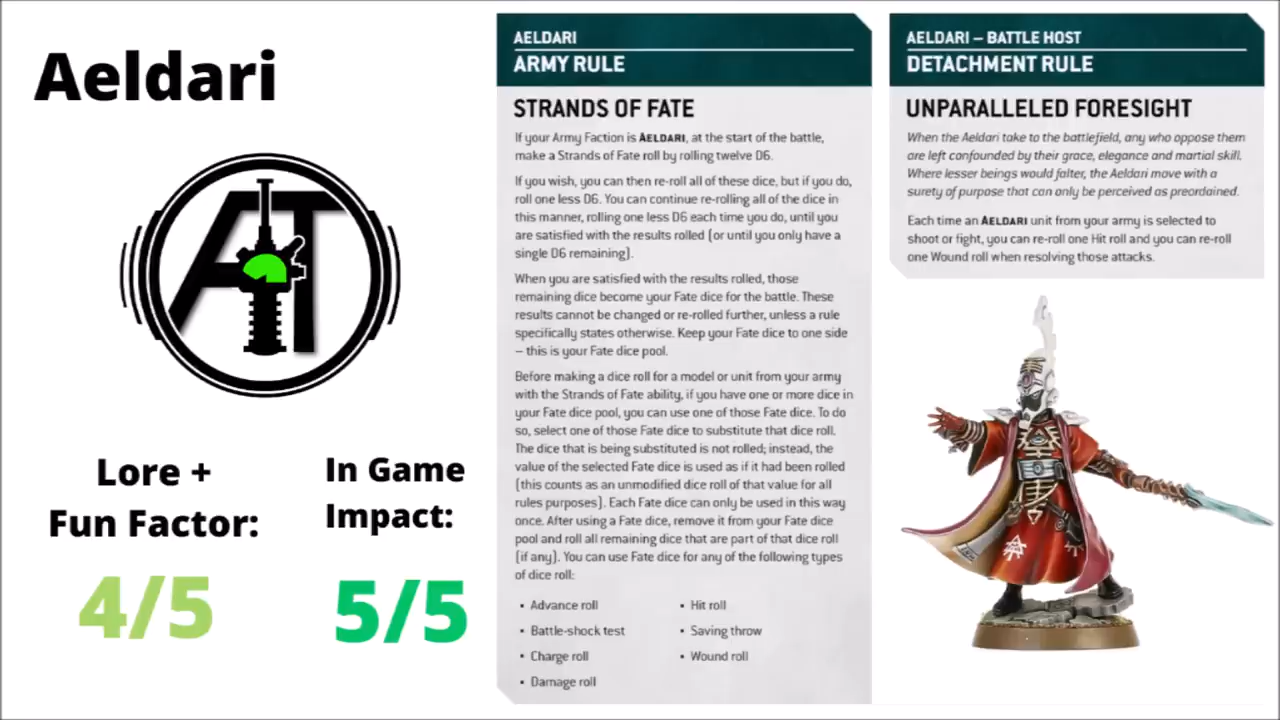 Aeldari
AT
Lore +
Fun Factor:
4/5
In Game
Impact:
5/5
AELDARI
ARMY RULE
STRANDS OF FATE
If your Army Faction is AELDARI, at the start of the battle,
make a Strands of Fate roll by rolling twelve D6.
If you wish, you can then re-roll all of these dice, but if you do,
roll one less D6. You can continue re-rolling all of the dice in
this manner, rolling one less D6 each time you do, until you
are satisfied with the results rolled (or until you only have a
single D6 remaining).
When you are satisfied with the results rolled, those
remaining dice become your Fate dice for the battle. These
results cannot be changed or re-rolled further, unless a rule
specifically states otherwise. Keep your Fate dice to one side
– this is your Fate dice pool.
Before making a dice roll for a model or unit from your army
with the Strands of Fate ability, if you have one or more dice in
your Fate dice pool, you can use one of those Fate dice. To do
so, select one of those Fate dice to substitute that dice roll.
The dice that is being substituted is not rolled; instead, the
value of the selected Fate dice is used as if it had been rolled
(this counts as an unmodified dice roll of that value for all
rules purposes). Each Fate dice can only be used in this way
once. After using a Fate dice, remove it from your Fate dice
pool and roll all remaining dice that are part of that dice roll
(if any). You can use Fate dice for any of the following types
of dice roll:
• Advance roll
• Battle-shock test
• Charge roll
• Damage roll
• Hit roll
• Saving throw
• Wound roll
AELDARI – BATTLE HOST
DETACHMENT RULE
UNPARALLELED FORESIGHT
When the Aeldari take to the battlefield, any who oppose them
are left confounded by their grace, elegance and martial skill.
Where lesser beings would falter, the Aeldari move with a
surety of purpose that can only be perceived as preordained.
Each time an AELDARI unit from your army is selected to
shoot or fight, you can re-roll one Hit roll and you can re-roll
one Wound roll when resolving those attacks.